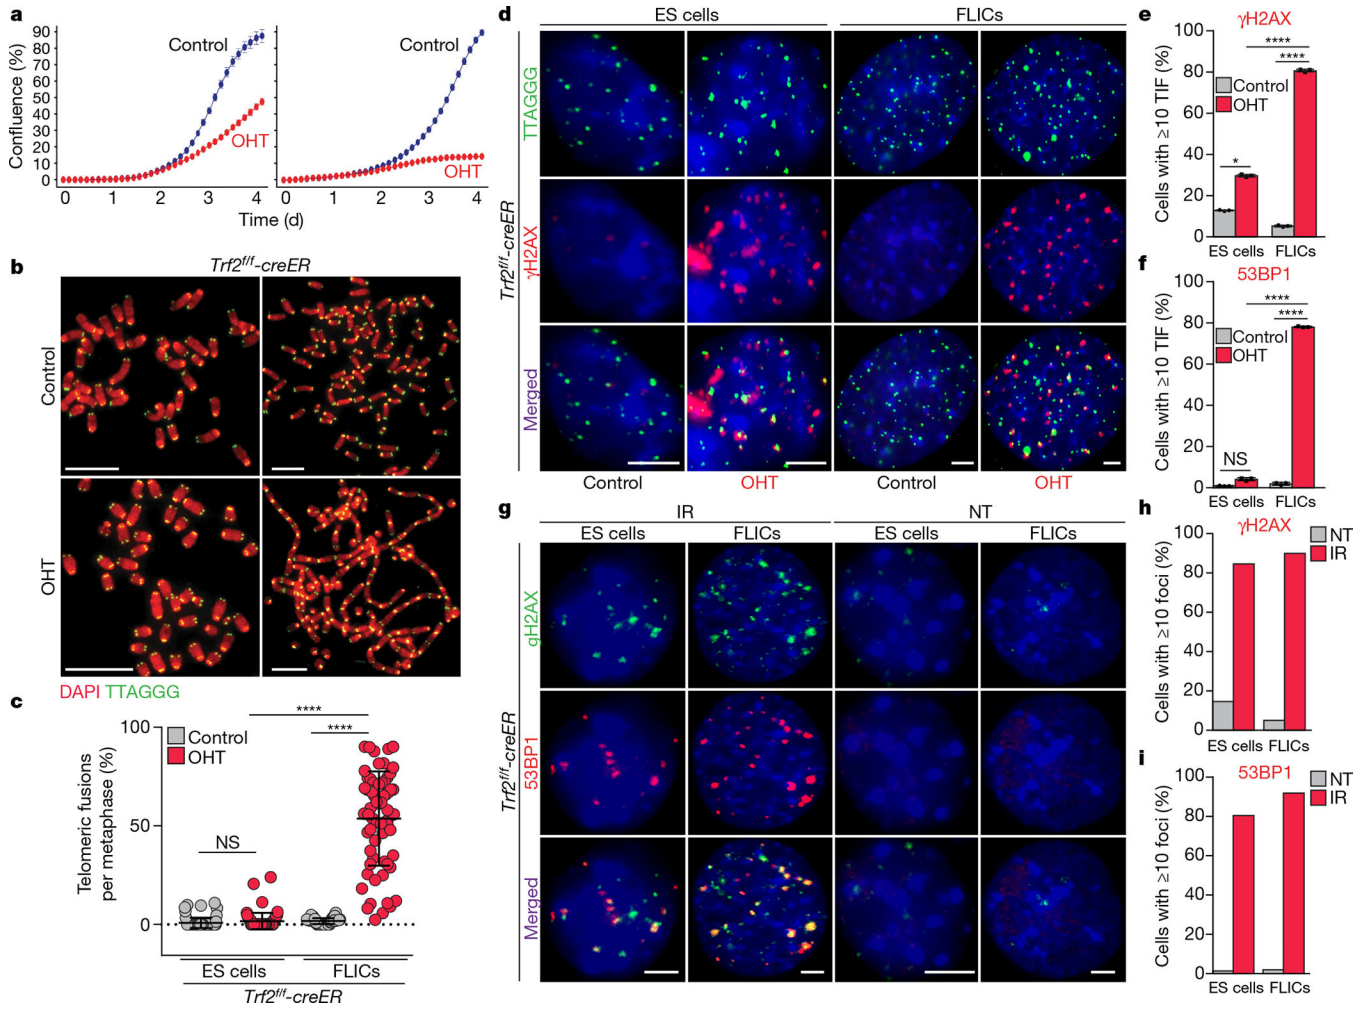 a
90
80
70
60
50
40
30
20
10
0
Confluence (%)
Control
OHT
0 1 2 3 4
Control
OHT
0 1 2 3 4
Time (d)
b
Trf2f/f-creER
Control
OHT
DAPI TTAGGG
c
Control
OHT
****
****
NS
100
50
0
Telomeric fusions
per metaphase (%)
ES cells FLICs
Trf2f/f-creER
d
ES cells FLICs
TTAGGG
γH2AX
Merged
Trf2f/f-creER
Control OHT Control OHT
e
γH2AX
Control
OHT
****
****
*
100
80
60
40
20
0
Cells with ≥10 TIF (%)
ES cells FLICs
f
53BP1
Control
OHT
****
****
NS
100
80
60
40
20
0
Cells with ≥10 TIF (%)
ES cells FLICs
g
IR NT
ES cells FLICs ES cells FLICs
gH2AX
53BP1
Merged
Trf2f/f-creER
h
γH2AX
NT
IR
100
80
60
40
20
0
Cells with ≥10 foci (%)
ES cells FLICs
i
53BP1
NT
IR
100
80
60
40
20
0
Cells with ≥10 foci (%)
ES cells FLICs